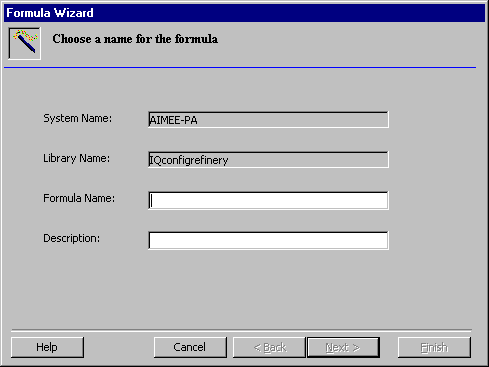 Formula Wizard
Choose a name for the formula
System Name: AIMEE-PA
Library Name: IQconfigrefinery
Formula Name:
Description:
Help Cancel < Back Next > Finish